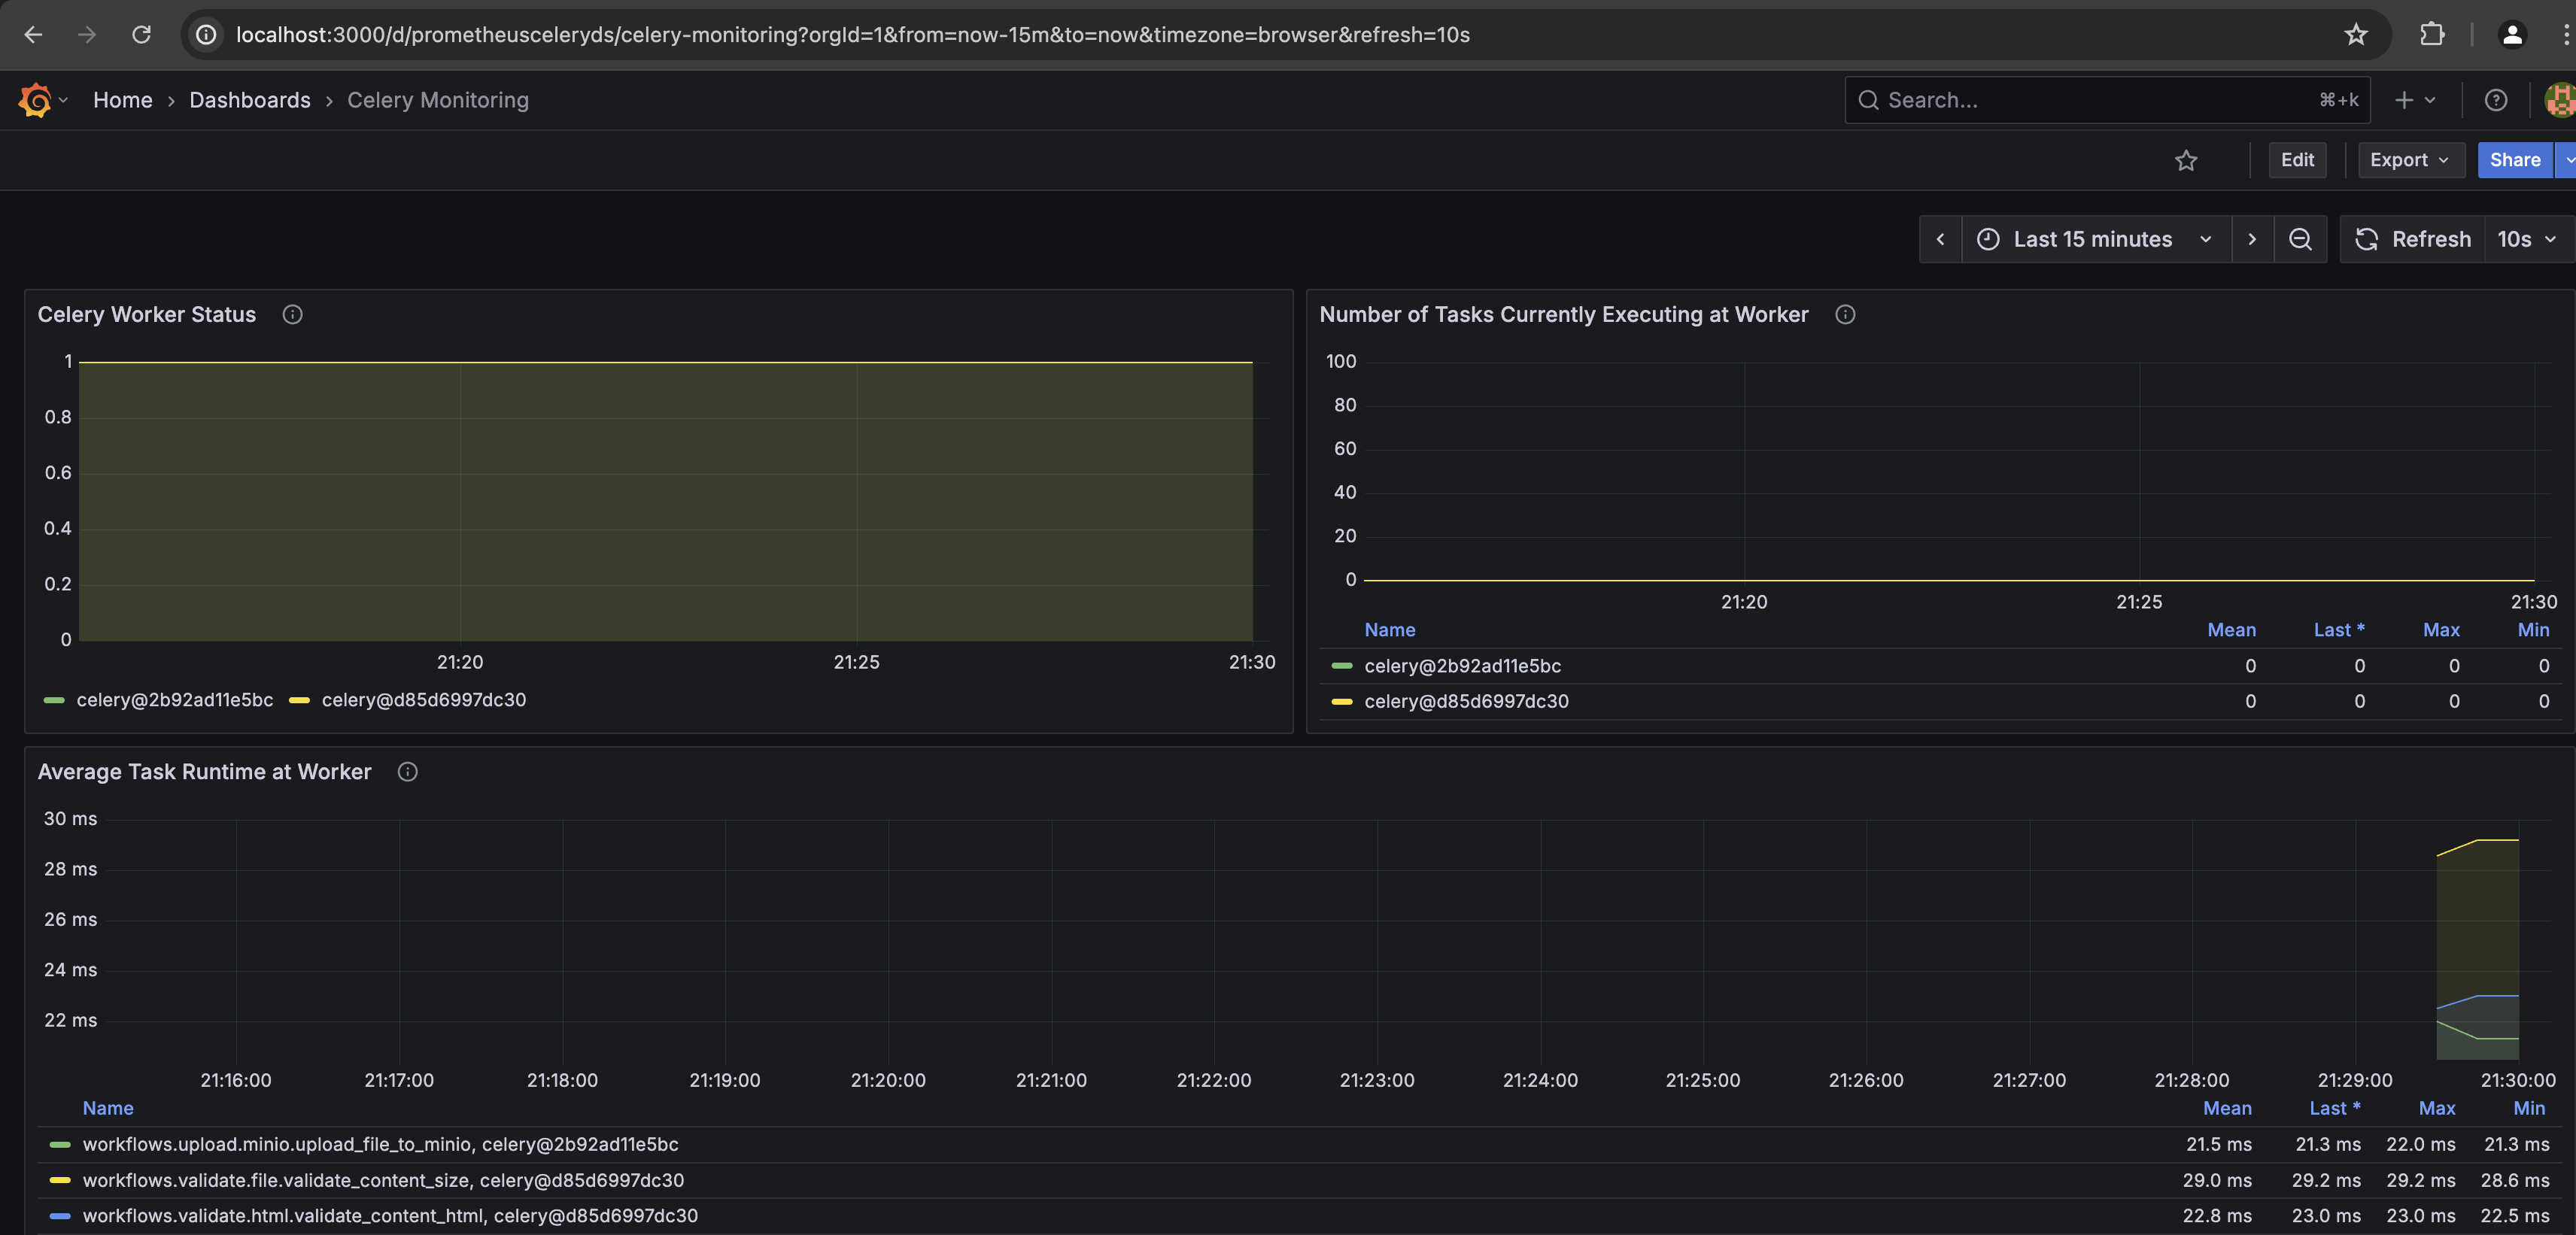 localhost:3000/d/prometheusceleryds/celery-monitoring?orgId=1&from=now-15m&to=now&timezone=browser&refresh=10s
Home › Dashboards › Celery Monitoring
Search... ⌘+k
Edit Export Share
Last 15 minutes Refresh 10s
Celery Worker Status
1
0.8
0.6
0.4
0.2
0
21:20 21:25 21:30
celery@2b92ad11e5bc celery@d85d6997dc30
Number of Tasks Currently Executing at Worker
100
80
60
40
20
0
21:20 21:25 21:30
Name Mean Last * Max Min
celery@2b92ad11e5bc 0 0 0 0
celery@d85d6997dc30 0 0 0 0
Average Task Runtime at Worker
30 ms
28 ms
26 ms
24 ms
22 ms
21:16:00 21:17:00 21:18:00 21:19:00 21:20:00 21:21:00 21:22:00 21:23:00 21:24:00 21:25:00 21:26:00 21:27:00 21:28:00 21:29:00 21:30:00
Name Mean Last * Max Min
workflows.upload.minio.upload_file_to_minio, celery@2b92ad11e5bc 21.5 ms 21.3 ms 22.0 ms 21.3 ms
workflows.validate.file.validate_content_size, celery@d85d6997dc30 29.0 ms 29.2 ms 29.2 ms 28.6 ms
workflows.validate.html.validate_content_html, celery@d85d6997dc30 22.8 ms 23.0 ms 23.0 ms 22.5 ms